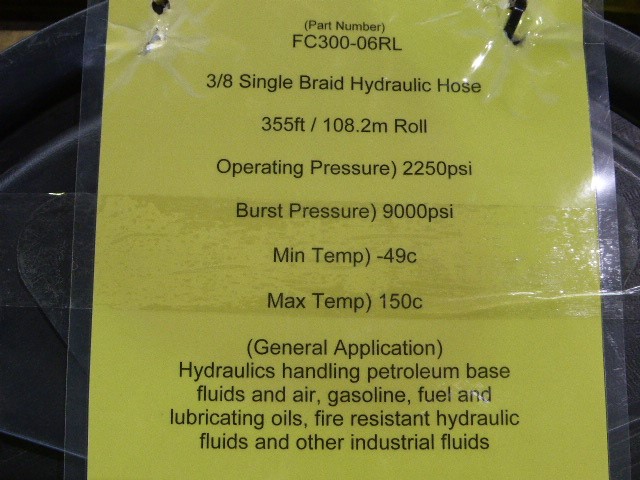 (Part Number)
FC300-06RL
3/8 Single Braid Hydraulic Hose
355ft / 108.2m Roll
Operating Pressure) 2250psi
Burst Pressure) 9000psi
Min Temp) -49c
Max Temp) 150c
(General Application)
Hydraulics handling petroleum base
fluids and air, gasoline, fuel and
lubricating oils, fire resistant hydraulic
fluids and other industrial fluids